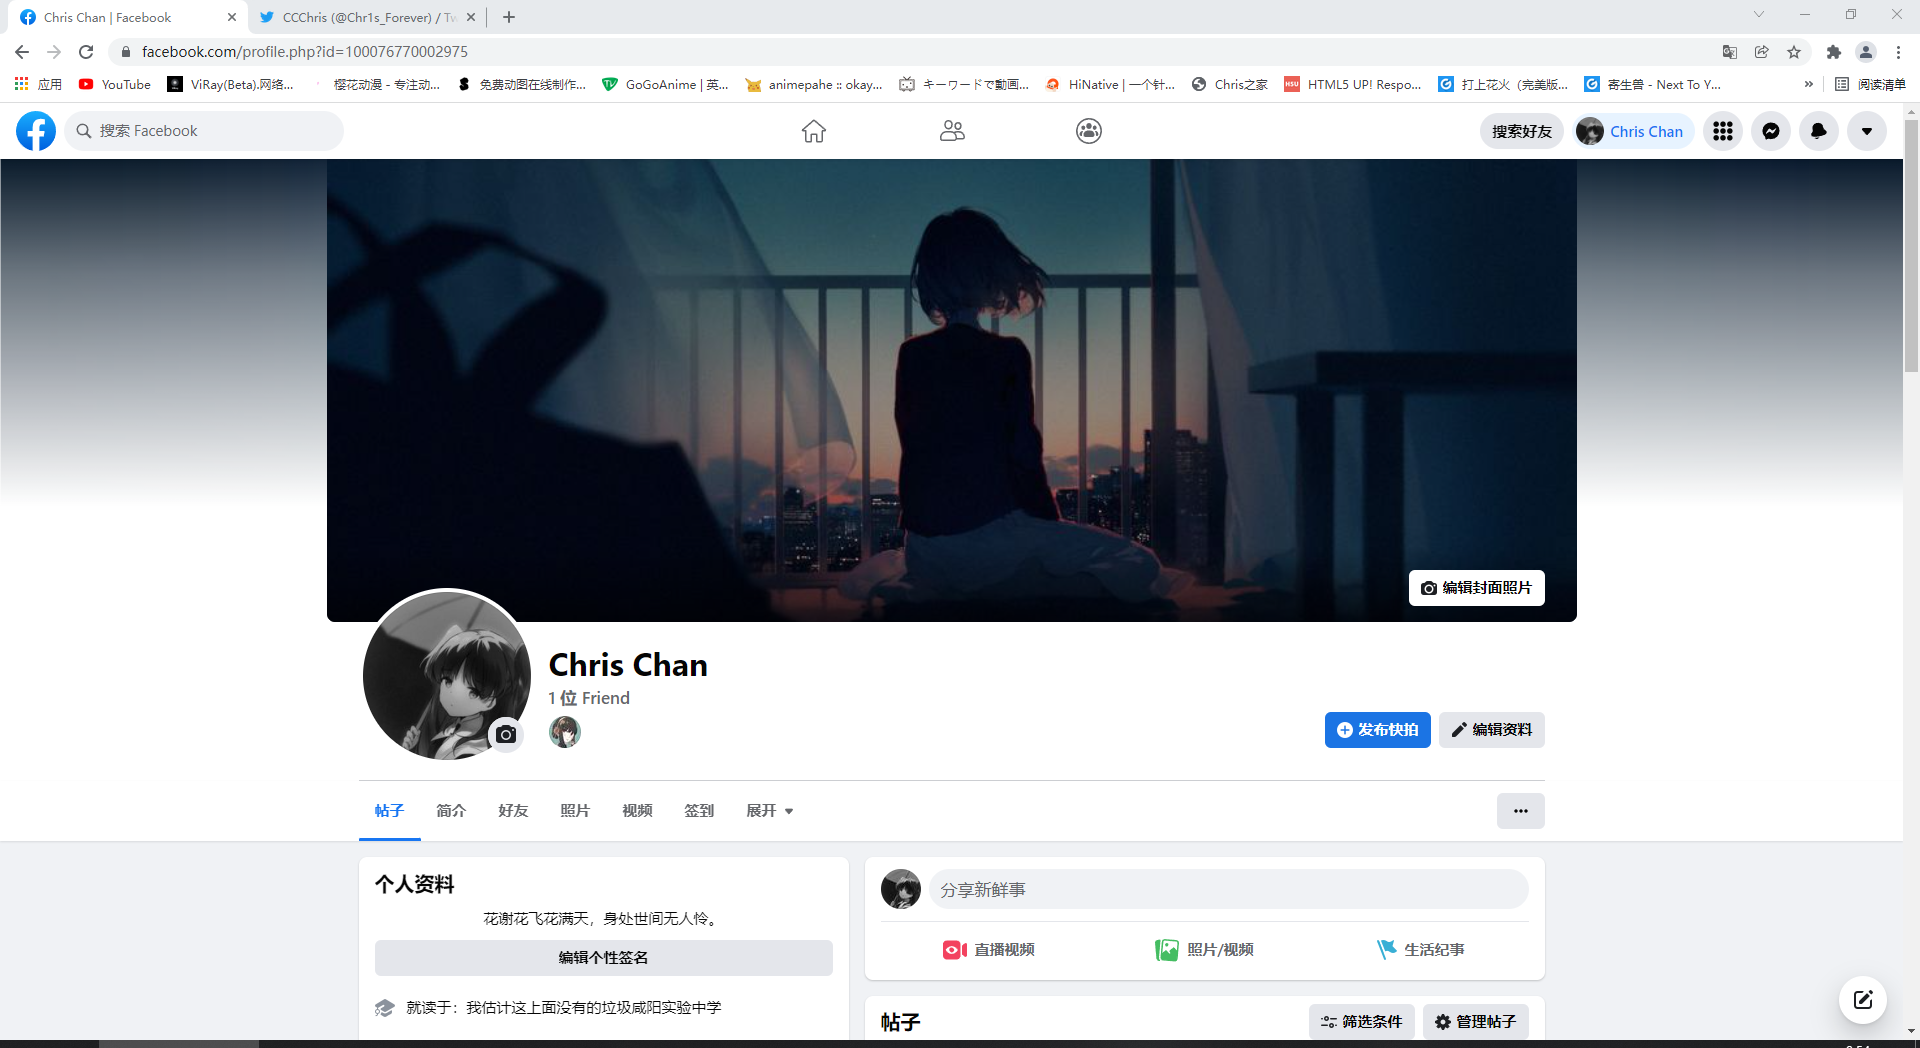 Chris Chan | Facebook
CCChris (@Chr1s_Forever) / Tw
facebook.com/profile.php?id=100076770002975
应用 YouTube ViRay(Beta).网络... 樱花动漫 - 专注动... 免费动图在线制作... GoGoAnime | 英... animepahe :: okay... キーワードで動画... HiNative | 一个针... Chris之家 HTML5 UP! Respo... 打上花火（完美版... 寄生兽 - Next To Y... » 阅读清单
搜索 Facebook
搜索好友 Chris Chan
编辑封面照片
Chris Chan
1 位 Friend
发布快拍 编辑资料
帖子 简介 好友 照片 视频 签到 展开
个人资料
花谢花飞花满天，身处世间无人怜。
编辑个性签名
就读于：我估计这上面没有的垃圾咸阳实验中学
分享新鲜事
直播视频 照片/视频 生活纪事
帖子 筛选条件 管理帖子